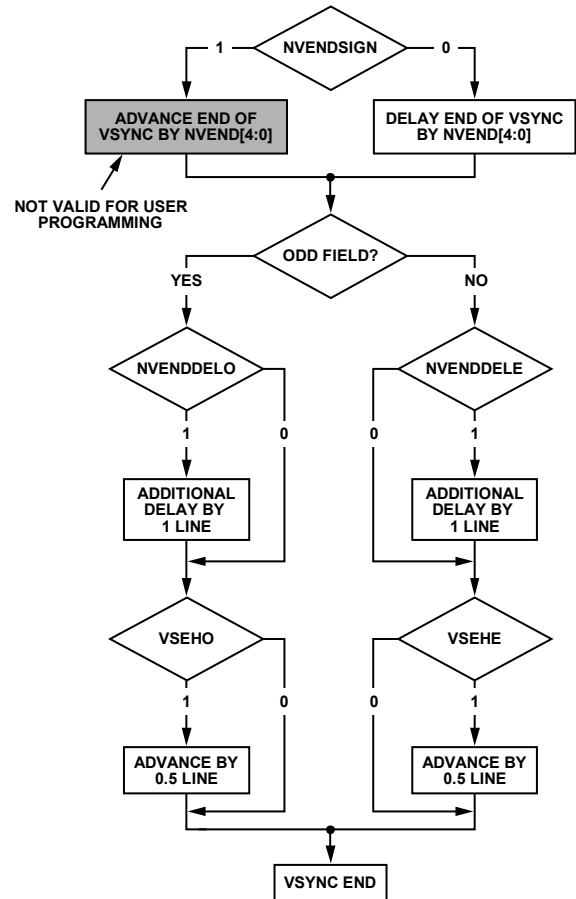 NVENDSIGN
1
0
ADVANCE END OF
VSYNC BY NVEND[4:0]
DELAY END OF VSYNC
BY NVEND[4:0]
NOT VALID FOR USER
PROGRAMMING
ODD FIELD?
YES
NO
NVENDDELO
NVENDDELE
1
0
0
1
ADDITIONAL
DELAY BY
1 LINE
ADDITIONAL
DELAY BY
1 LINE
VSEHO
VSEHE
1
0
0
1
ADVANCE BY
0.5 LINE
ADVANCE BY
0.5 LINE
VSYNC END